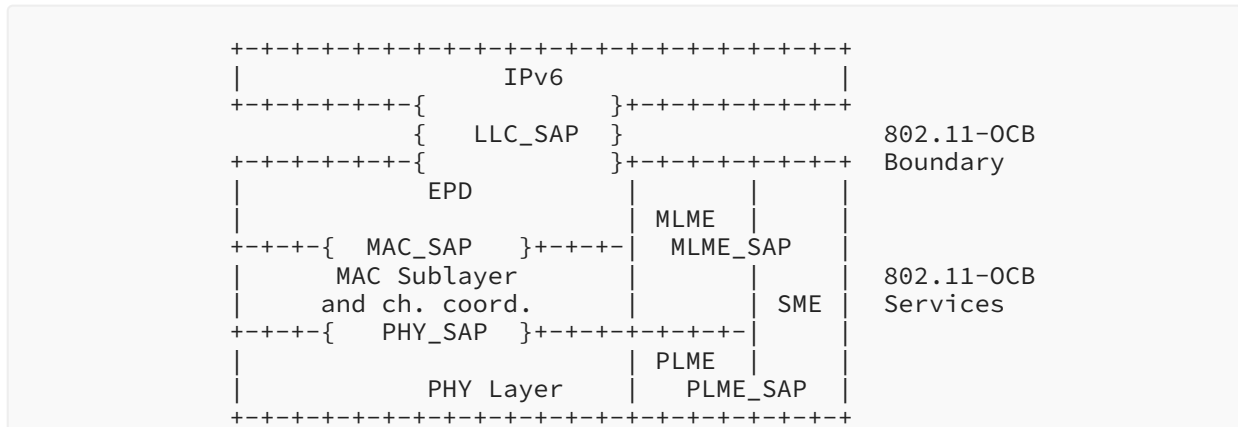 +-+-+-+-+-+-+-+-+-+-+-+-+-+-+-+-+-+-+-+-+
|                 IPv6                  |
+-+-+-+-+-+-{            }+-+-+-+-+-+-+-+
            {   LLC_SAP  }                 802.11-OCB
+-+-+-+-+-+-{            }+-+-+-+-+-+-+-+  Boundary
|            EPD          |       |     |
|                         | MLME  |     |
+-+-+-{  MAC_SAP   }+-+-+-|  MLME_SAP   |
|      MAC Sublayer       |       |     |  802.11-OCB
|     and ch. coord.      |       | SME |  Services
+-+-+-{   PHY_SAP  }+-+-+-+-+-+-+-|     |
|                         | PLME  |     |
|            PHY Layer    |   PLME_SAP  |
+-+-+-+-+-+-+-+-+-+-+-+-+-+-+-+-+-+-+-+-+